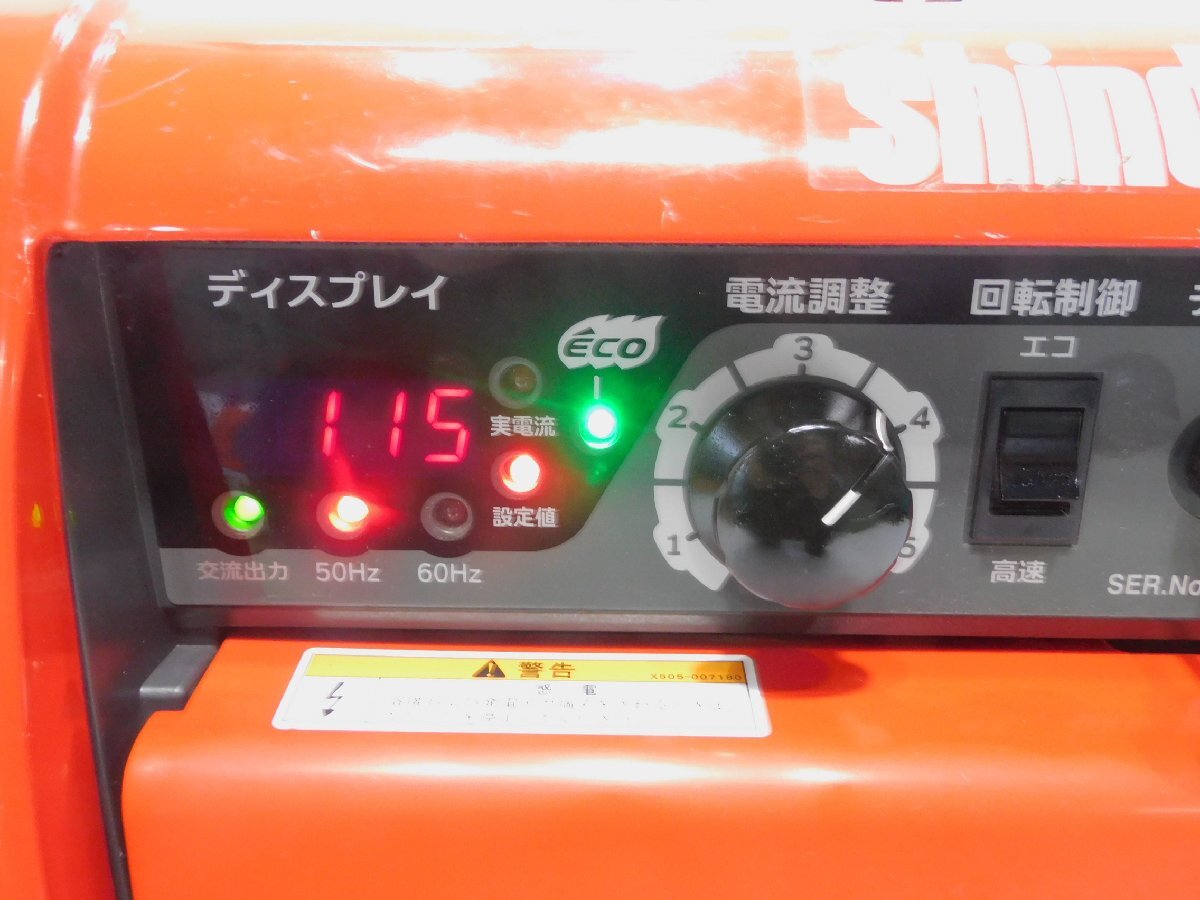 Shind
ディスプレイ
電流調整
回転制御
êco
エコ
115
実電流
設定値
交流出力
50Hz
60Hz
1
2
3
4
5
高速
SER.No
警告
X505-007180
感電